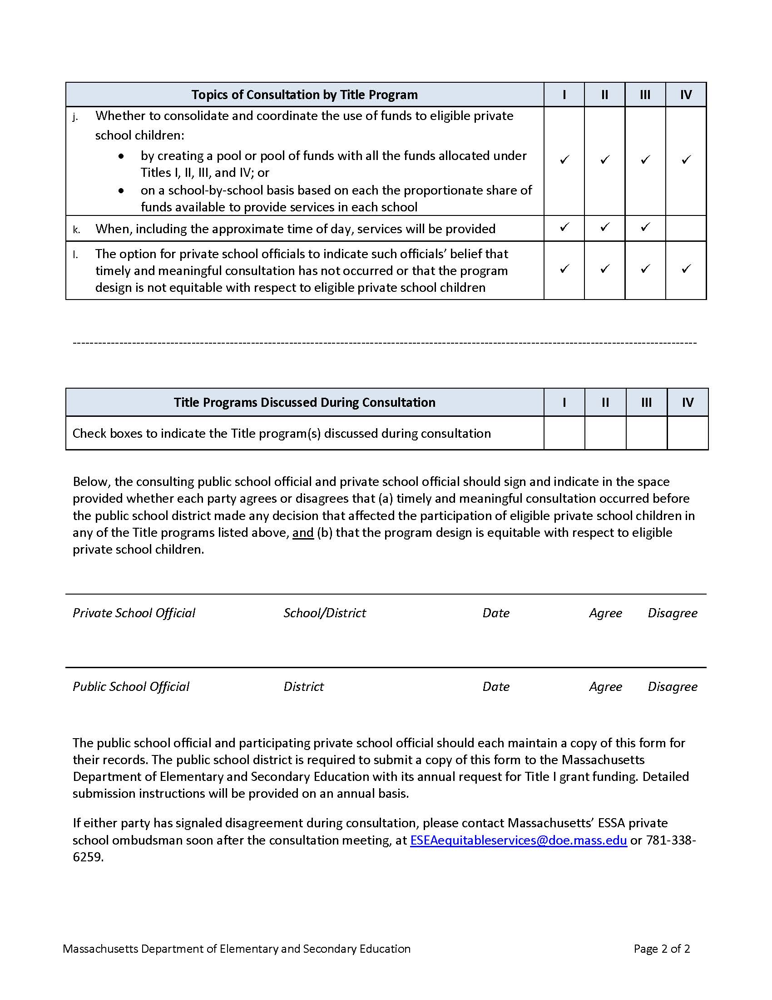 Topics of Consultation by Title Program I II III IV
j. Whether to consolidate and coordinate the use of funds to eligible private
school children:
• by creating a pool or pool of funds with all the funds allocated under
Titles I, II, III, and IV; or
✓ ✓ ✓ ✓
• on a school-by-school basis based on each the proportionate share of
funds available to provide services in each school
k. When, including the approximate time of day, services will be provided ✓ ✓ ✓
l. The option for private school officials to indicate such officials’ belief that
timely and meaningful consultation has not occurred or that the program ✓ ✓ ✓ ✓
design is not equitable with respect to eligible private school children
Title Programs Discussed During Consultation I II III IV
Check boxes to indicate the Title program(s) discussed during consultation
Below, the consulting public school official and private school official should sign and indicate in the space
provided whether each party agrees or disagrees that (a) timely and meaningful consultation occurred before
the public school district made any decision that affected the participation of eligible private school children in
any of the Title programs listed above, and (b) that the program design is equitable with respect to eligible
private school children.
Private School Official School/District Date Agree Disagree
Public School Official District Date Agree Disagree
The public school official and participating private school official should each maintain a copy of this form for
their records. The public school district is required to submit a copy of this form to the Massachusetts
Department of Elementary and Secondary Education with its annual request for Title I grant funding. Detailed
submission instructions will be provided on an annual basis.
If either party has signaled disagreement during consultation, please contact Massachusetts’ ESSA private
school ombudsman soon after the consultation meeting, at ESEAequitableservices@doe.mass.edu or 781-338-
6259.
Massachusetts Department of Elementary and Secondary Education Page 2 of 2